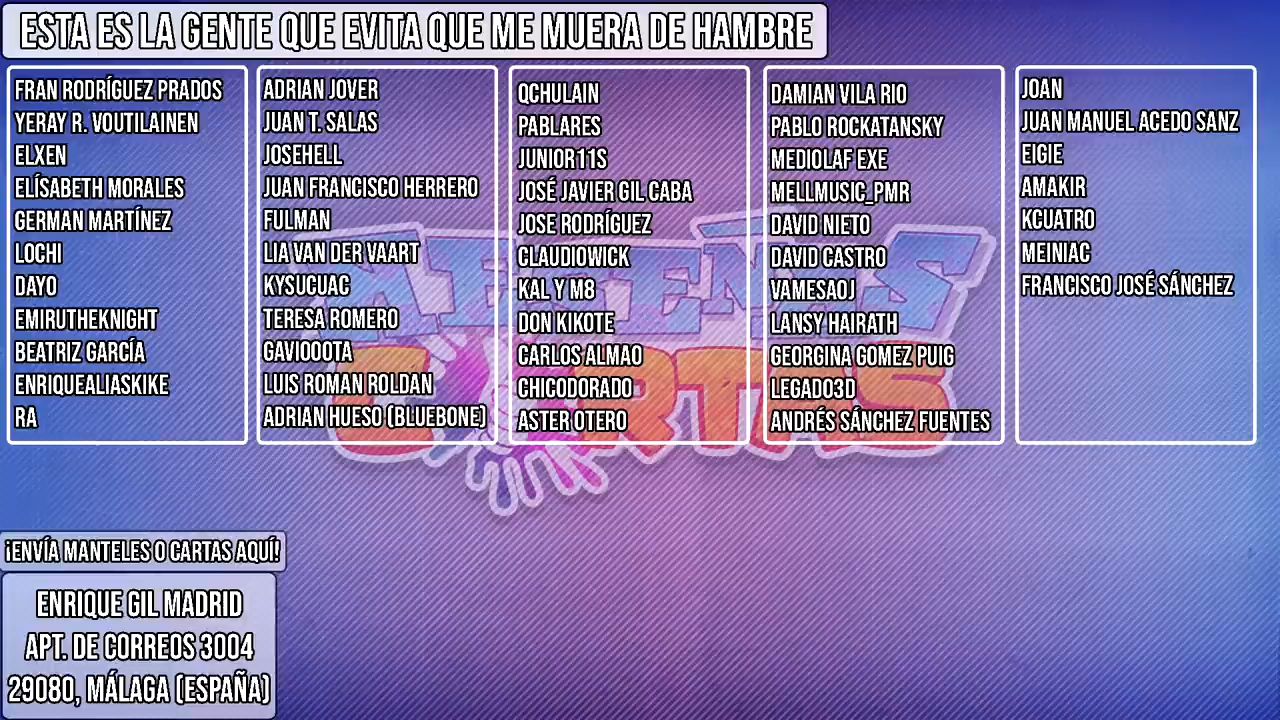 ESTA ES LA GENTE QUE EVITA QUE ME MUERA DE HAMBRE
FRAN RODRÍGUEZ PRADOS
YERAY R. VOUTILAINEN
ELXEN
ELÍSABETH MORALES
GERMAN MARTÍNEZ
LOCHI
DAYO
EMIRUTHEKNIGHT
BEATRIZ GARCÍA
ENRIQUEALIASKIKE
RA
ADRIAN JOVER
JUAN T. SALAS
JOSEHELL
JUAN FRANCISCO HERRERO
FULMAN
LIA VAN DER VAART
KYSUCUAC
TERESA ROMERO
GAVIOOOTA
LUIS ROMAN ROLDAN
ADRIAN HUESO (BLUEBONE)
QCHULAIN
PABLARES
JUNIOR11S
JOSÉ JAVIER GIL CABA
JOSE RODRÍGUEZ
CLAUDIOWICK
KAL Y M8
DON KIKOTE
CARLOS ALMAO
CHICODORADO
ASTER OTERO
DAMIAN VILA RIO
PABLO ROCKATANSKY
MEDIOLAF EXE
MELLMUSIC_PMR
DAVID NIETO
DAVID CASTRO
VAMESAOJ
LANSY HAIRATH
GEORGINA GOMEZ PUIG
LEGADO3D
ANDRÉS SÁNCHEZ FUENTES
JOAN
JUAN MANUEL ACEDO SANZ
EIGIE
AMAKIR
KCUATRO
MEINIAC
FRANCISCO JOSÉ SÁNCHEZ
CORTAS
¡ENVÍA MANTELES O CARTAS AQUÍ!
ENRIQUE GIL MADRID
APT. DE CORREOS 3004
29080, MÁLAGA (ESPAÑA)